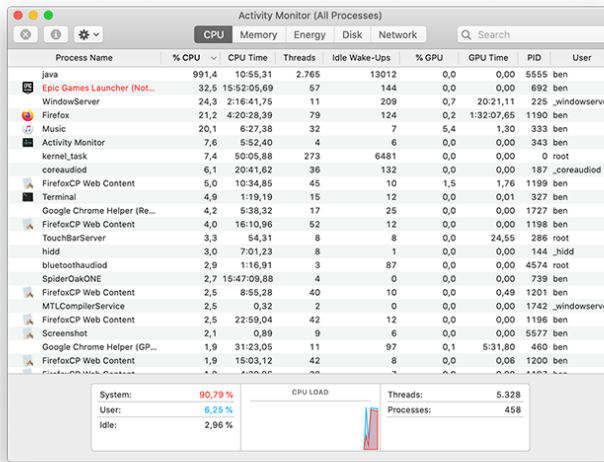 Activity Monitor (All Processes)
CPU Memory Energy Disk Network Search
Process Name % CPU CPU Time Threads Idle Wake-Ups % GPU GPU Time PID User
java 991,4 10:55,31 2.765 13012 0,0 0,00 5555 ben
Epic Games Launcher (Not... 32,5 15:52:05,69 57 144 0,0 0,00 692 ben
WindowServer 24,3 2:16:41,75 11 209 0,7 20:21,11 225 _windowserv
Firefox 21,2 4:20:28,39 79 124 0,2 1:32:07,65 1190 ben
Music 20,1 6:27,38 32 7 5,4 1,30 333 ben
Activity Monitor 7,6 5:52,40 4 6 0,0 0,00 343 ben
kernel_task 7,4 50:05,88 273 6481 0,0 0,00 0 root
coreaudiod 6,1 20:41,62 36 132 0,0 0,00 187 _coreaudiod
FirefoxCP Web Content 5,0 10:34,85 45 10 1,5 1,76 1199 ben
Terminal 4,9 1:19,19 15 12 0,0 0,01 327 ben
Google Chrome Helper (Re... 4,2 5:38,32 17 25 0,0 0,00 1727 ben
FirefoxCP Web Content 4,0 16:10,96 52 12 0,0 0,00 1198 ben
TouchBarServer 3,3 54,31 8 8 0,0 24,55 286 root
hidd 3,0 7:01,23 8 1 0,0 0,00 144 _hidd
bluetoothaudiod 2,9 1:16,91 3 87 0,0 0,00 4574 root
SpiderOakONE 2,7 15:47:09,88 4 0 0,0 0,00 739 ben
FirefoxCP Web Content 2,5 8:55,28 40 10 0,0 0,49 1201 ben
MTLCompilerService 2,5 0,32 2 0 0,0 0,00 1742 _windowserv
FirefoxCP Web Content 2,5 22:59,04 42 12 0,0 0,00 1196 ben
Screenshot 2,1 0,89 9 6 0,0 0,00 5577 ben
Google Chrome Helper (GP... 1,9 31:23,05 11 97 0,1 5:31,80 460 ben
FirefoxCP Web Content 1,9 15:03,12 42 8 0,0 0,06 1200 ben
FirefoxCP Web Content
System: 90,79 % CPU LOAD Threads: 5.328
User: 6,25 % Processes: 458
Idle: 2,96 %